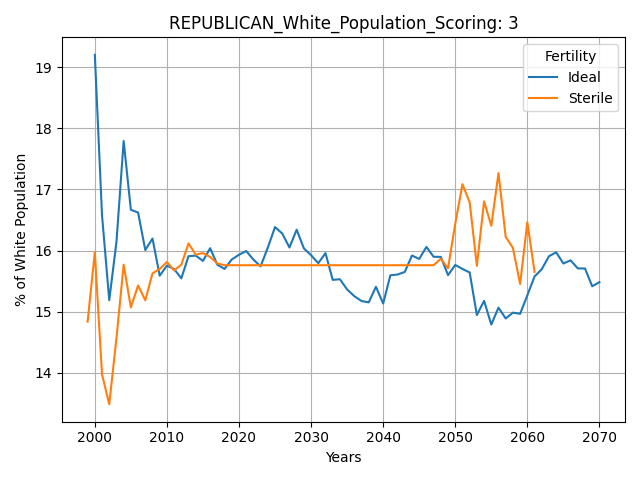 REPUBLICAN_White_Population_Scoring: 3
Fertility
Ideal
Sterile
19
18
17
16
15
14
% of White Population
2000 2010 2020 2030 2040 2050 2060 2070
Years